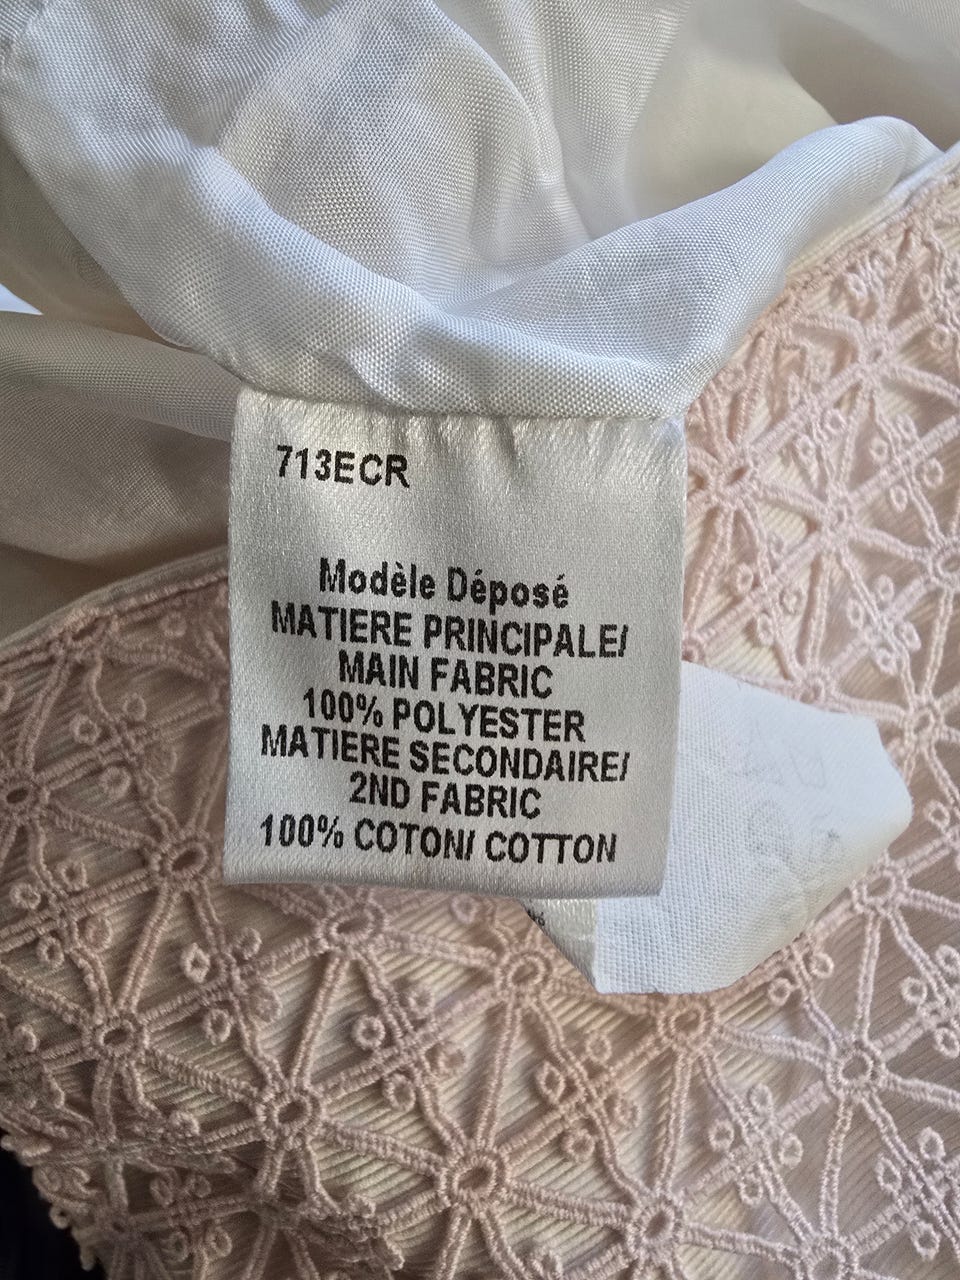 713ECR
Modèle Déposé
MATIERE PRINCIPALE/
MAIN FABRIC
100% POLYESTER
MATIERE SECONDAIRE/
2ND FABRIC
100% COTON/ COTTON